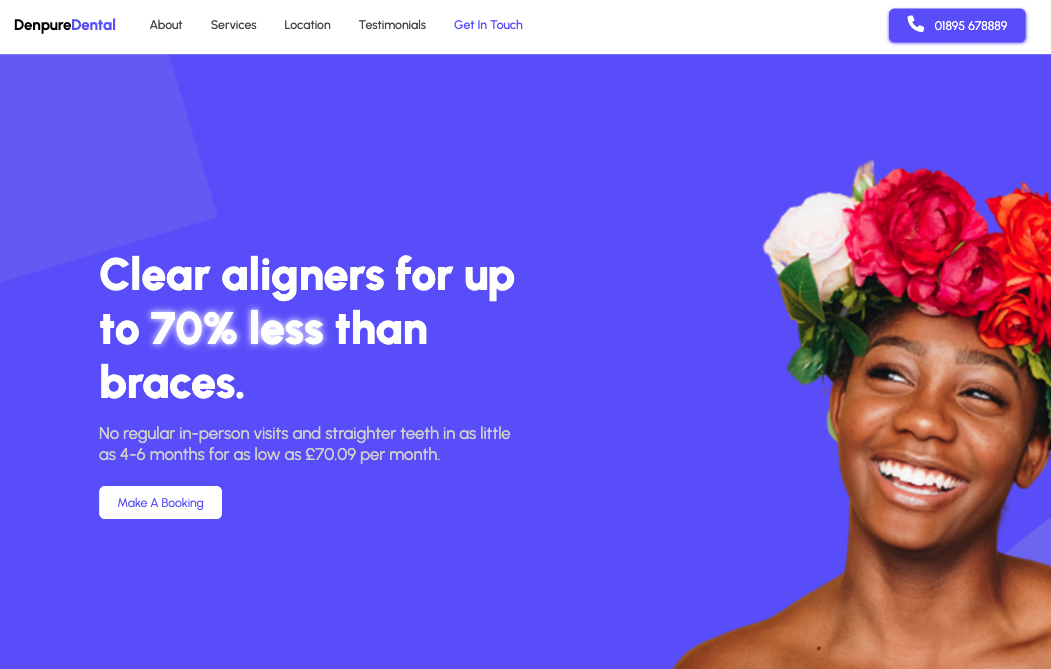 DenpureDental About Services Location Testimonials Get In Touch 01895 678889
Clear aligners for up
to 70% less than
braces.
No regular in-person visits and straighter teeth in as little
as 4-6 months for as low as £70.09 per month.
Make A Booking